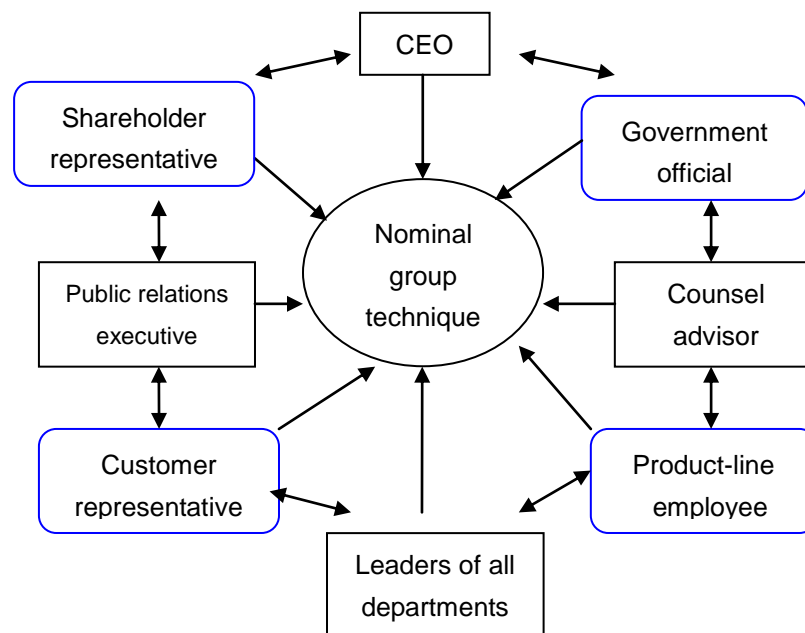 CEO
Shareholder
representative
Government
official
Nominal
group
technique
Public relations
executive
Counsel
advisor
Customer
representative
Product-line
employee
Leaders of all
departments